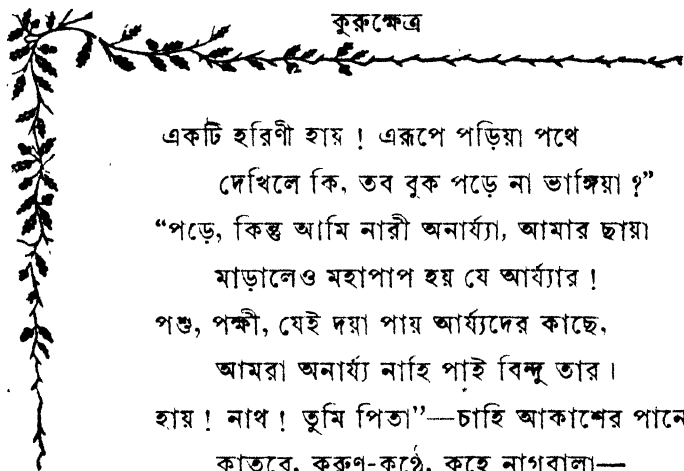 কুরুক্ষেত্র
একটি হরিণী হায় ! এরূপে পড়িয়া পথে
দেখিলে কি, তব বুক পড়ে না ভাঙ্গিয়া ?”
“পড়ে, কিন্তু আমি নারী অনার্য্যা, আমার ছায়া
মাড়ালেও মহাপাপ হয় যে আর্য্যার !
পশু, পক্ষী, যেই দয়া পায় আর্য্যদের কাছে,
আমরা অনার্য্য নাহি পাই বিন্দু তার।
হায় ! নাথ ! তুমি পিতা”—চাহি আকাশের পানে
কাতরে, করুণ-কণ্ঠে, কহে নাগবালা—